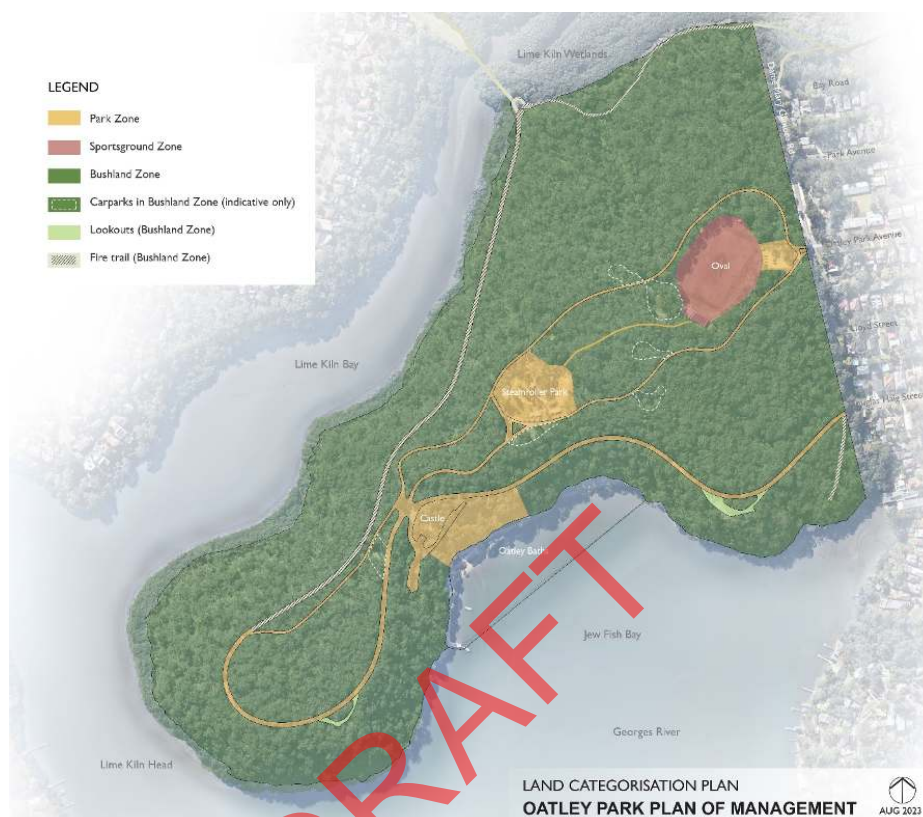 Lime Kiln Wetlands
LEGEND
Park Zone
Sportsground Zone
Bushland Zone
Carparks in Bushland Zone (indicative only)
Lookouts (Bushland Zone)
Fire trail (Bushland Zone)
Bay Road
Park Avenue
Oatley Park Avenue
Oval
Lloyd Street
Lime Kiln Bay
Steamroller Park
Street
Castle
Oatley Baths
Jew Fish Bay
DRAFT
Georges River
Lime Kiln Head
LAND CATEGORISATION PLAN
OATLEY PARK PLAN OF MANAGEMENT
AUG 2023